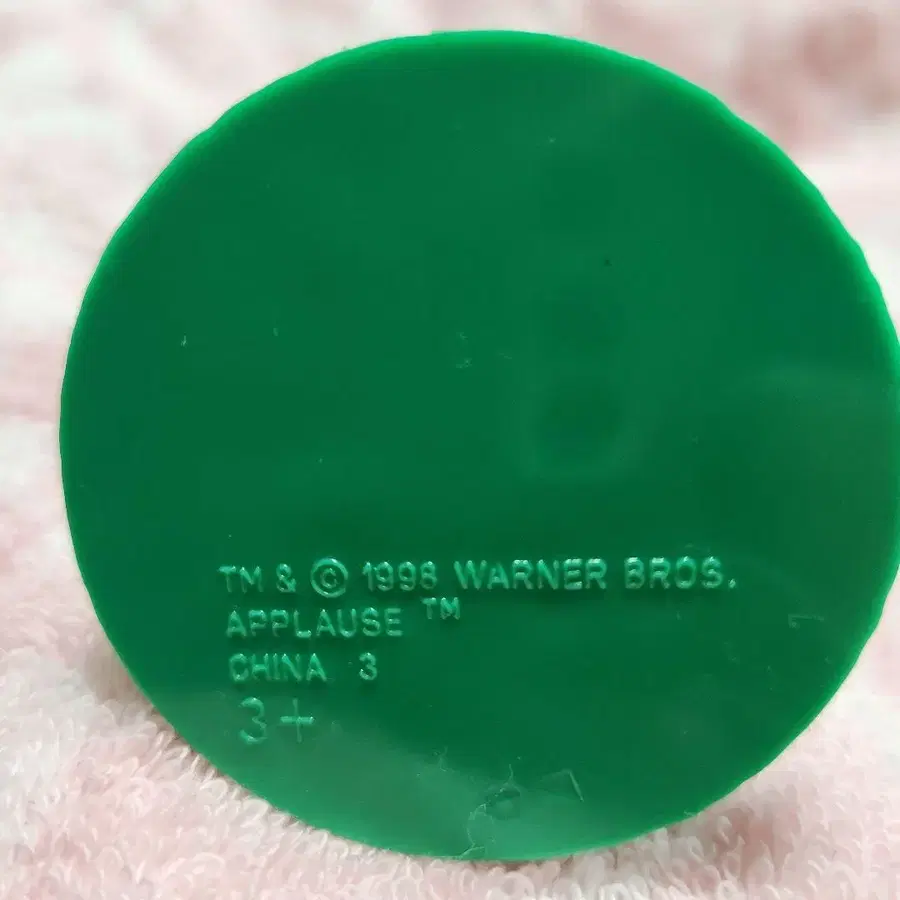 TM & © 1998 WARNER BROS.
APPLAUSE ™
CHINA 3
3+